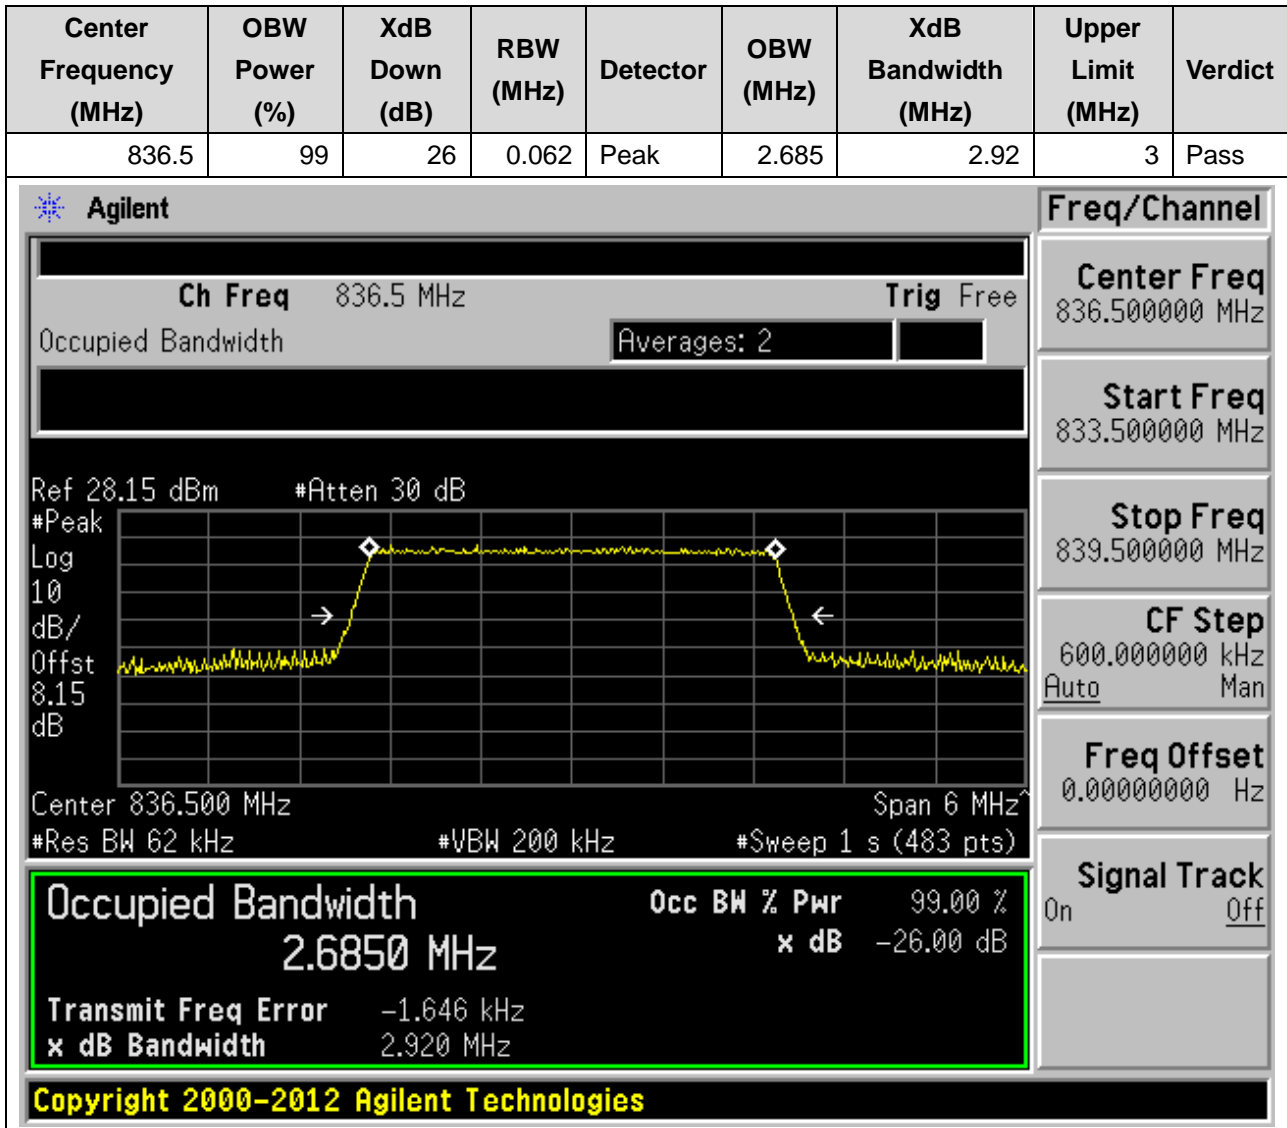 Center Frequency (MHz) OBW Power (%) XdB Down (dB) RBW (MHz) Detector OBW (MHz) XdB Bandwidth (MHz) Upper Limit (MHz) Verdict
836.5 99 26 0.062 Peak 2.685 2.92 3 Pass
Agilent
Freq/Channel
Ch Freq 836.5 MHz Trig Free
Occupied Bandwidth Averages: 2
Center Freq
836.500000 MHz
Start Freq
833.500000 MHz
Stop Freq
839.500000 MHz
CF Step
600.000000 kHz
Auto Man
Freq Offset
0.00000000 Hz
Signal Track
On Off
Ref 28.15 dBm #Atten 30 dB
#Peak
Log
10
dB/
Offst
8.15
dB
Center 836.500 MHz Span 6 MHz^
#Res BW 62 kHz #VBW 200 kHz #Sweep 1 s (483 pts)
Occupied Bandwidth Occ BW % Pwr 99.00 %
2.6850 MHz x dB -26.00 dB
Transmit Freq Error -1.646 kHz
x dB Bandwidth 2.920 MHz
Copyright 2000-2012 Agilent Technologies